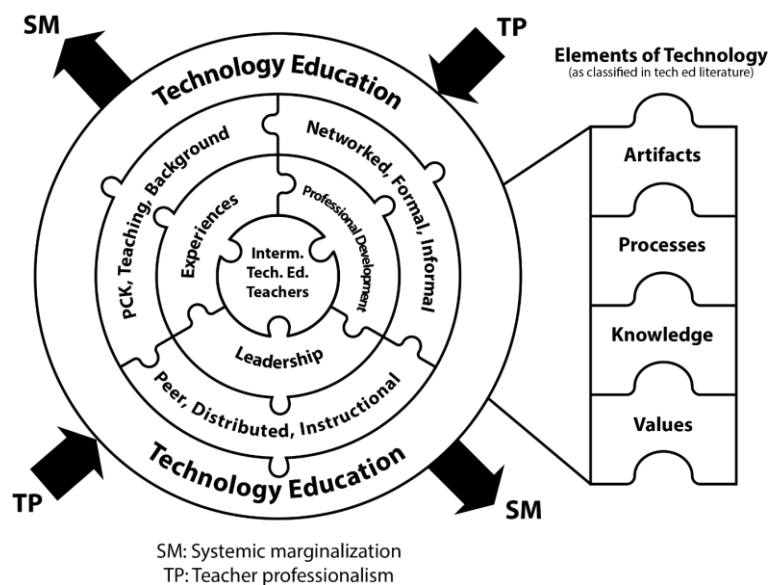 SM
TP
Technology Education
Elements of Technology
(as classified in tech ed literature)
PCK, Teaching, Background
Networked, Formal, Informal
Experiences
Professional Development
Interm.
Tech. Ed.
Teachers
Leadership
Peer, Distributed, Instructional
Technology Education
Artifacts
Processes
Knowledge
Values
TP
SM
SM: Systemic marginalization
TP: Teacher professionalism